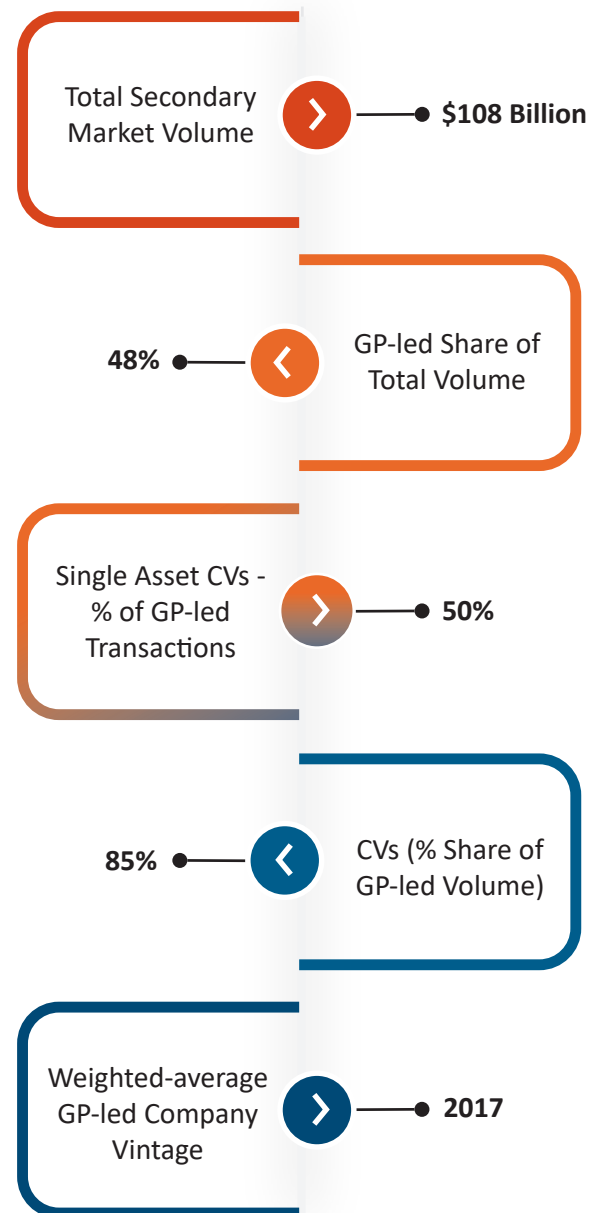 Total Secondary
Market Volume
$108 Billion
48%
GP-led Share of
Total Volume
Single Asset CVs -
% of GP-led
Transactions
50%
85%
CVs (% Share of
GP-led Volume)
Weighted-average
GP-led Company
Vintage
2017